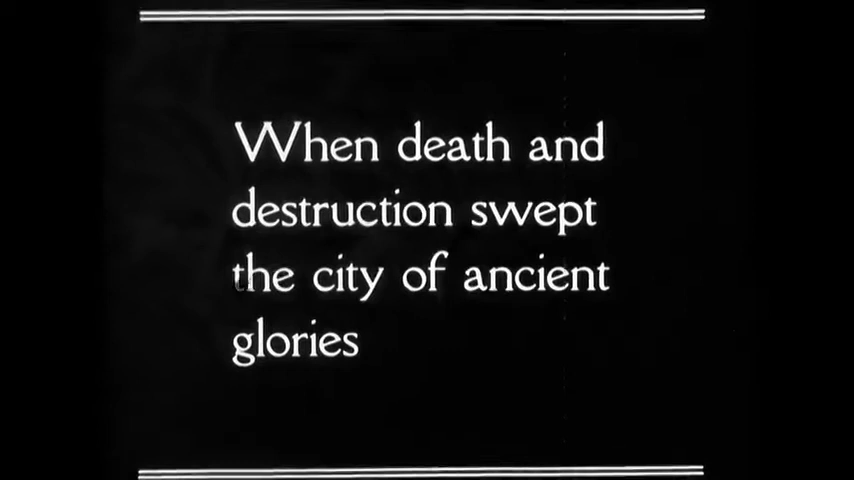 When death and
destruction swept
the city of ancient
glories